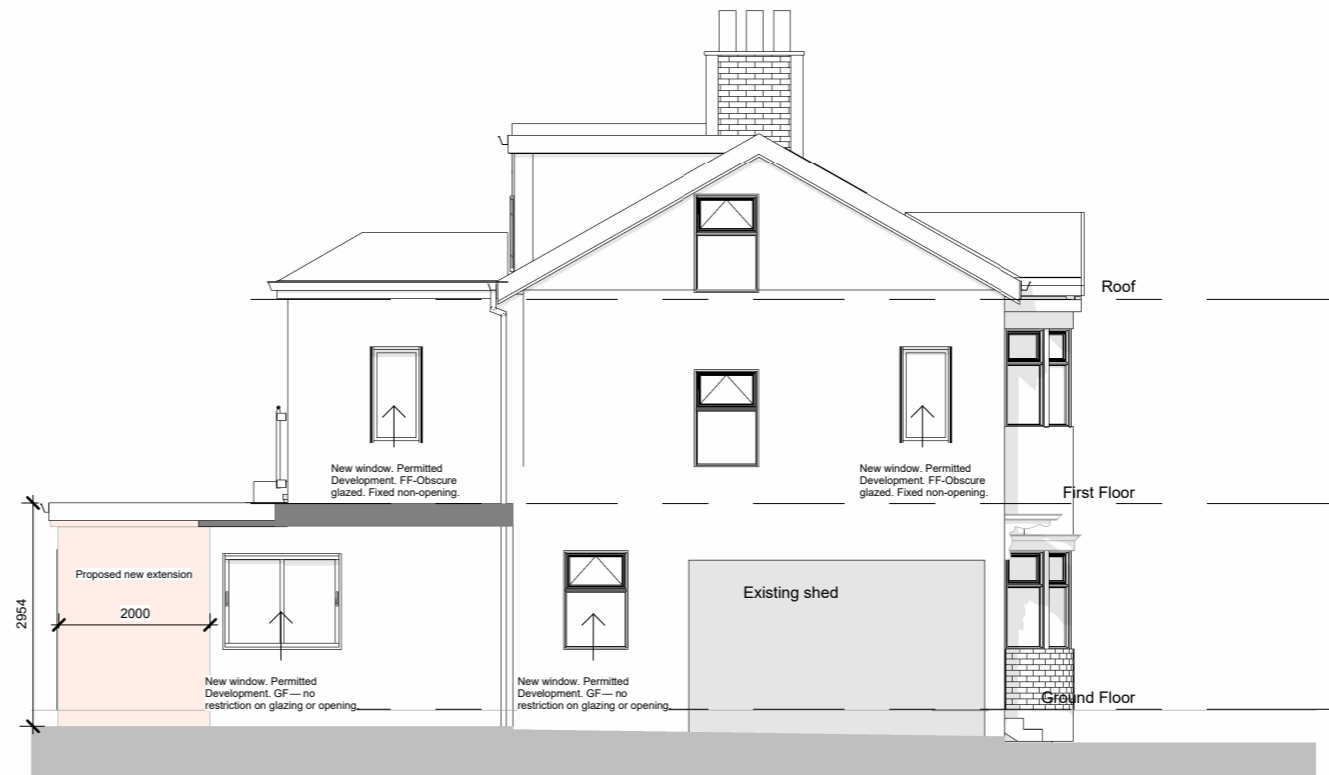 Roof
New window. Permitted
Development. FF-Obscure
glazed. Fixed non-opening.
New window. Permitted
Development. FF-Obscure
glazed. Fixed non-opening.
First Floor
Proposed new extension
2000
2954
Existing shed
New window. Permitted
Development. GF— no
restriction on glazing or opening.
New window. Permitted
Development. GF— no
restriction on glazing or opening.
Ground Floor